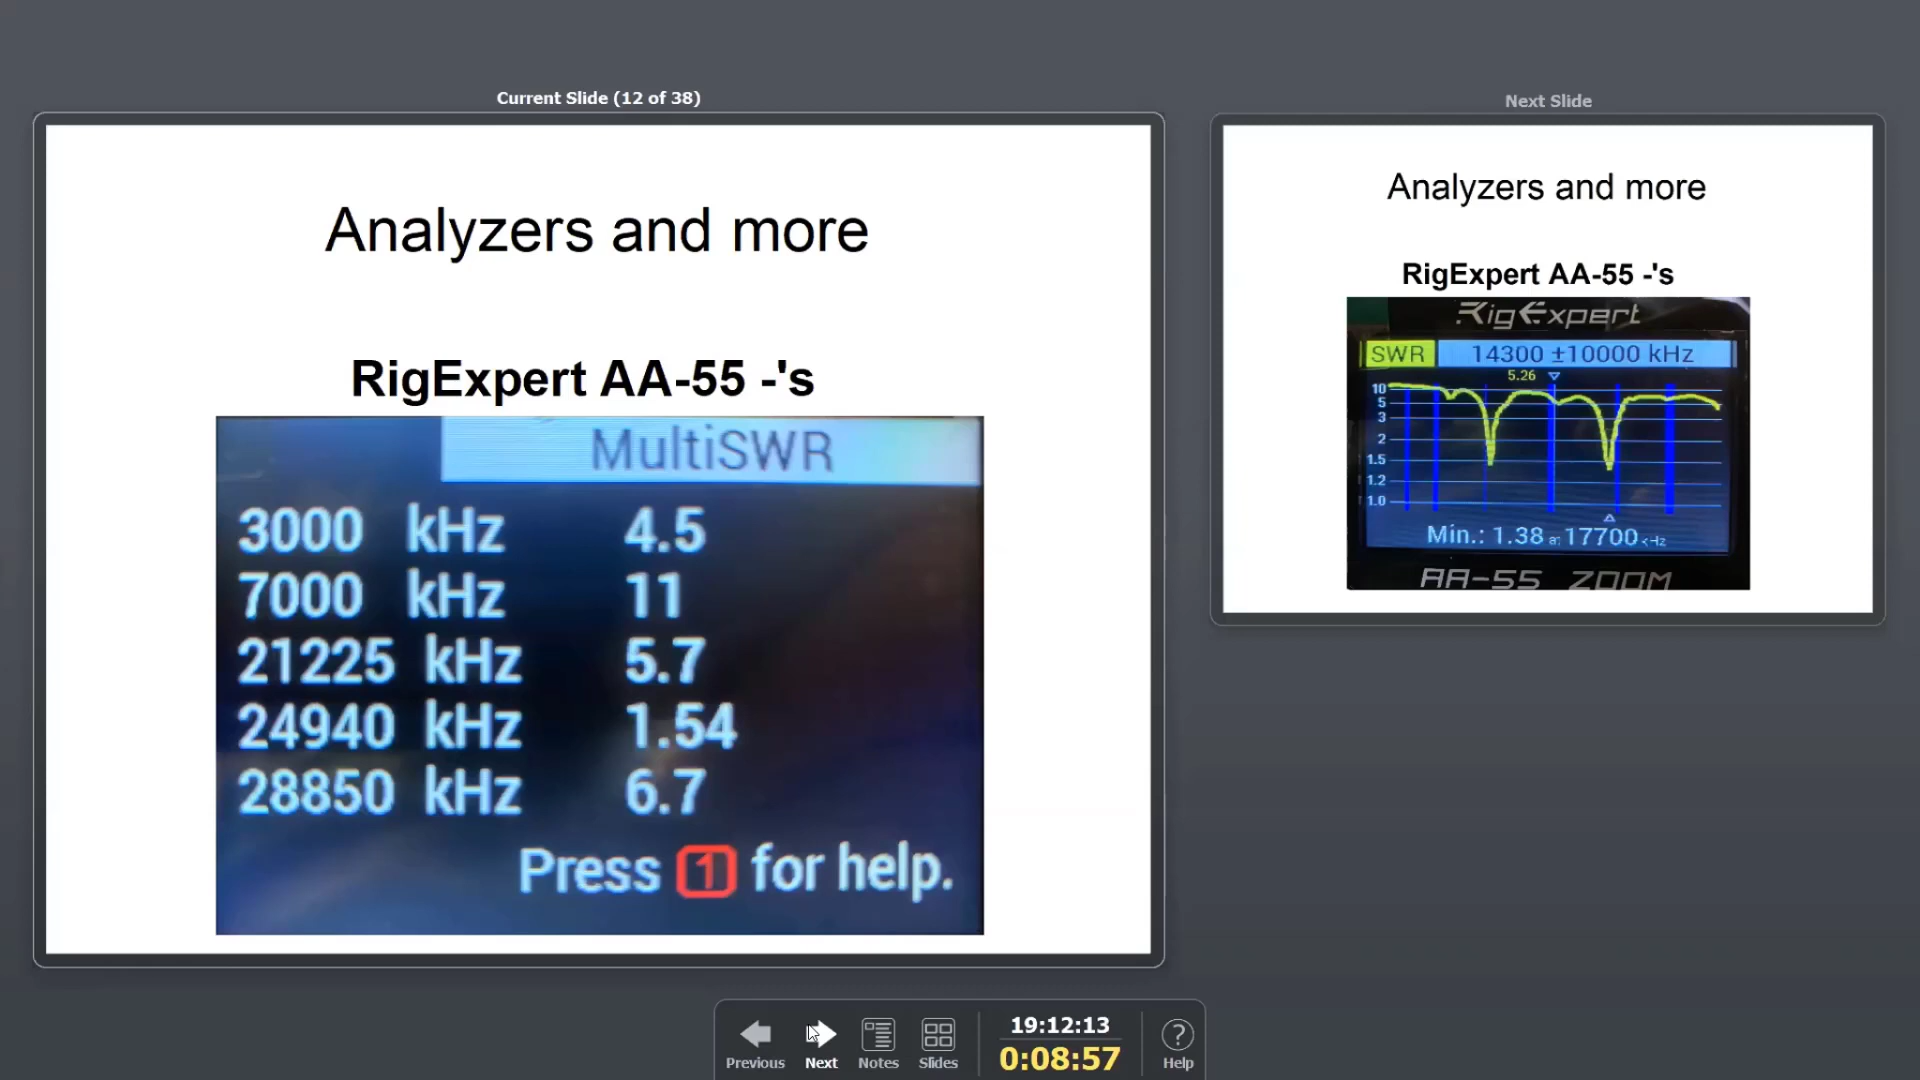 Current Slide (12 of 38)
Analyzers and more
RigExpert AA-55 -'s
MultiSWR
3000 kHz 4.5
7000 kHz 11
21225 kHz 5.7
24940 kHz 1.54
28850 kHz 6.7
Press 1 for help.
Next Slide
Analyzers and more
RigExpert AA-55 -'s
RigExpert
SWR 14300 ±10000 kHz
5.26
10
5
3
2
1.5
1.2
1.0
Min.: 1.38 at 17700 kHz
AA-55 ZOOM
Previous
Next
Notes
Slides
19:12:13
0:08:57
? Help